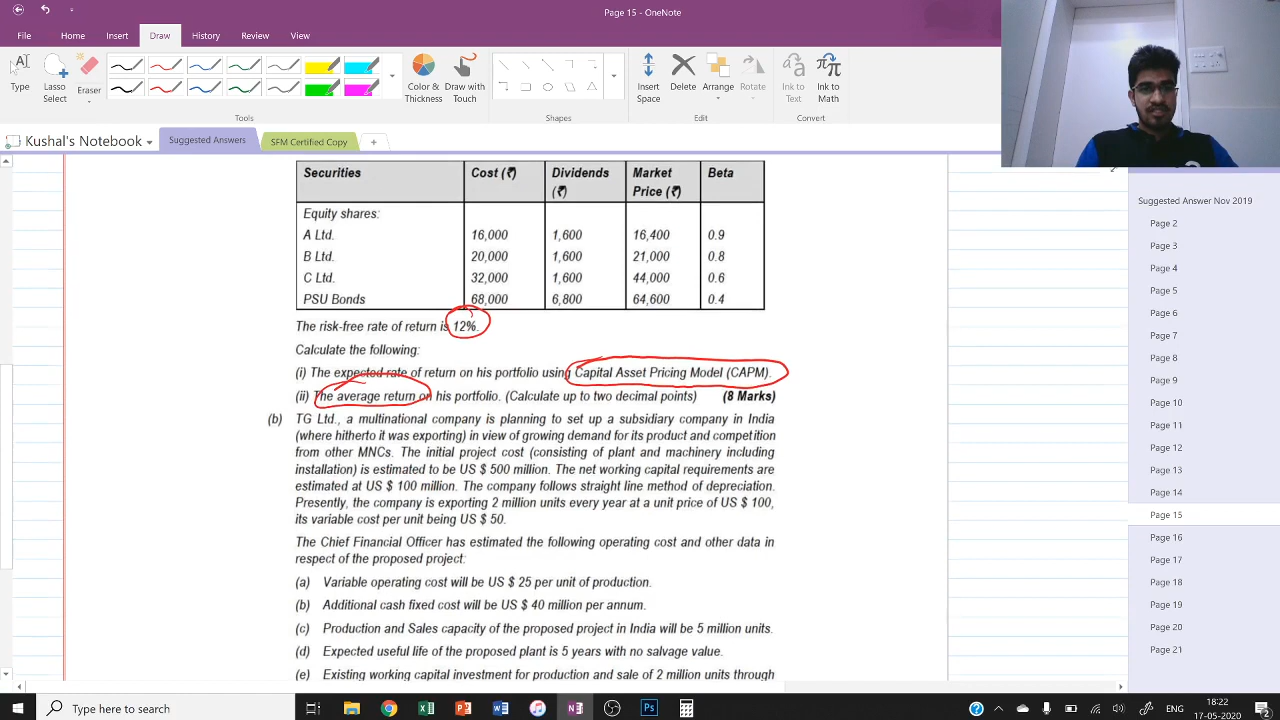 Page 15 - OneNote
File
Home
Insert
Draw
History
Review
View
Type
Lasso Select
Eraser
Color & Thickness
Draw with Touch
Insert Space
Delete
Arrange
Rotate
Ink to Text
Ink to Math
Tools
Shapes
Edit
Convert
Kushal's Notebook
Suggested Answers
SFM Certified Copy
Securities Cost (₹) Dividends (₹) Market Price (₹) Beta
Equity shares:
A Ltd. 16,000 1,600 16,400 0.9
B Ltd. 20,000 1,600 21,000 0.8
C Ltd. 32,000 1,600 44,000 0.6
PSU Bonds 68,000 6,800 64,600 0.4
The risk-free rate of return is 12%.
Calculate the following:
(i) The expected rate of return on his portfolio using Capital Asset Pricing Model (CAPM).
(ii) The average return on his portfolio. (Calculate up to two decimal points) (8 Marks)
(b) TG Ltd., a multinational company is planning to set up a subsidiary company in India
(where hitherto it was exporting) in view of growing demand for its product and competition
from other MNCs. The initial project cost (consisting of plant and machinery including
installation) is estimated to be US $ 500 million. The net working capital requirements are
estimated at US $ 100 million. The company follows straight line method of depreciation.
Presently, the company is exporting 2 million units every year at a unit price of US $ 100,
its variable cost per unit being US $ 50.
The Chief Financial Officer has estimated the following operating cost and other data in
respect of the proposed project:
(a) Variable operating cost will be US $ 25 per unit of production.
(b) Additional cash fixed cost will be US $ 40 million per annum.
(c) Production and Sales capacity of the proposed project in India will be 5 million units.
(d) Expected useful life of the proposed plant is 5 years with no salvage value.
(e) Existing working capital investment for production and sale of 2 million units through
Suggested Answer Nov 2019
Page 2
Page 3
Page 4
Page 5
Page 6
Page 7
Page 8
Page 9
Page 10
Page 11
Page 12
Page 13
Page 14
Page 15
Page 16
Page 17
Page 18
Page 19
Page 20
Page 21
Type here to search
18:22
17-05-2020